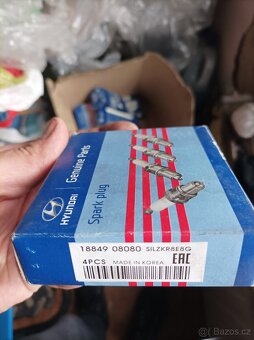 HYUNDAI
Genuine Parts
Spark plug
18849 08080 SILZKR8E8G
4PCS MADE IN KOREA EAC
© Bazos.cz